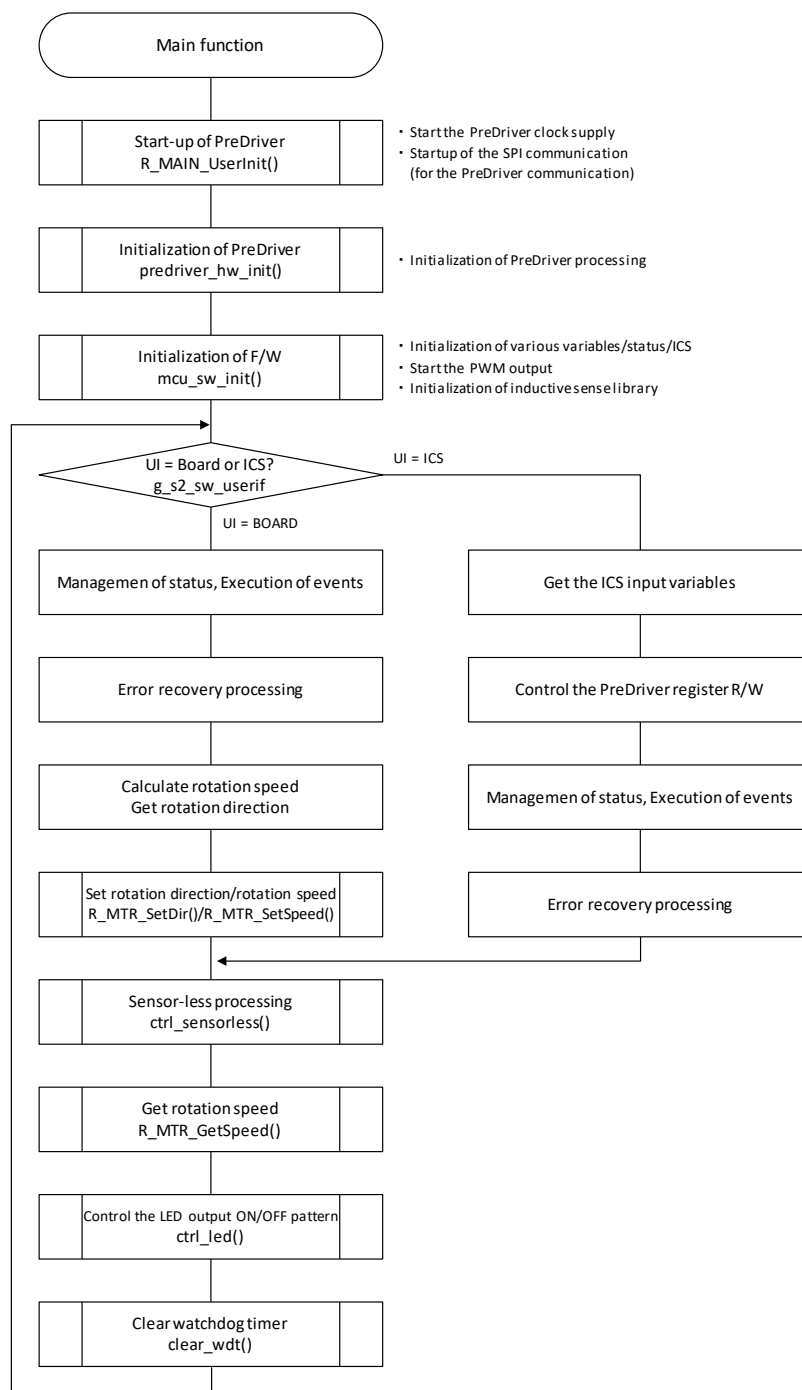 Main function
Start-up of PreDriver
R_MAIN_UserInit()
・Start the PreDriver clock supply
・Startup of the SPI communication
(for the PreDriver communication)
Initialization of PreDriver
predriver_hw_init()
・Initialization of PreDriver processing
Initialization of F/W
mcu_sw_init()
・Initialization of various variables/status/ICS
・Start the PWM output
・Initialization of inductive sense library
UI = Board or ICS?
g_s2_sw_userif
UI = ICS
UI = BOARD
Managemen of status, Execution of events
Error recovery processing
Calculate rotation speed
Get rotation direction
Set rotation direction/rotation speed
R_MTR_SetDir()/R_MTR_SetSpeed()
Get the ICS input variables
Control the PreDriver register R/W
Managemen of status, Execution of events
Error recovery processing
Sensor-less processing
ctrl_sensorless()
Get rotation speed
R_MTR_GetSpeed()
Control the LED output ON/OFF pattern
ctrl_led()
Clear watchdog timer
clear_wdt()